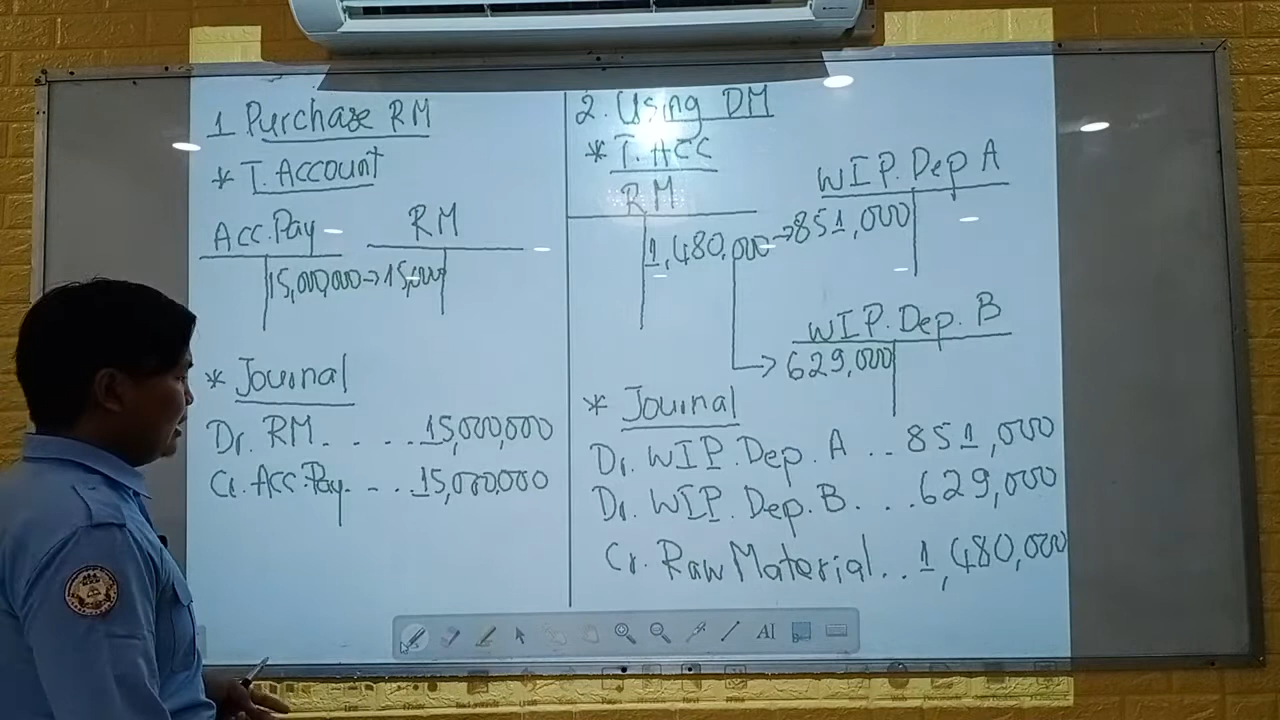 1 Purchase RM
* T. Account
Acc. Pay
RM
15,000,000 → 15,000
* Journal
Dr. RM. . . . . . 15,000,000
Cr. Acc. Pay. . . . 15,000,000
2. Using DM
* T. ACC
RM
1,480,000 → 851,000
WIP. Dep A
WIP. Dep. B
629,000
* Journal
Dr. WIP. Dep. A . . 851,000
Dr. WIP. Dep. B. . . . 629,000
Cr. Raw Material. . . 1,480,000
AI